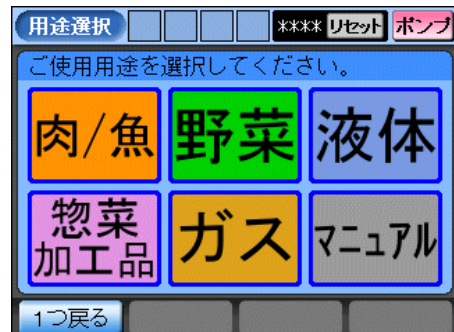 用途選択 **** リセット ポンプ
ご使用用途を選択してください。
肉/魚 野菜 液体
惣菜 ガス マニュアル
加工品
1つ戻る